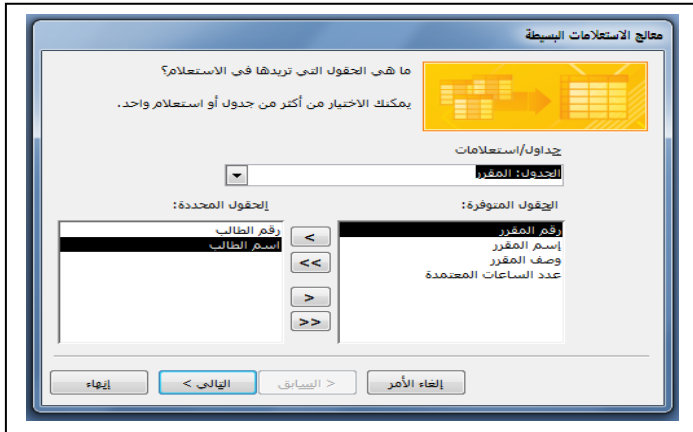 معالج الاستعلامات البسيطة
ما هي الحقول التي تريدها في الاستعلام؟
يمكنك الاختيار من أكثر من جدول أو استعلام واحد.
جداول/استعلامات
الجدول: المقرر
الحقول المتوفرة:
رقم المقرر
إسم المقرر
وصف المقرر
عدد الساعات المعتمدة
>
>>
<
<<
الحقول المحددة:
رقم الطالب
اسم الطالب
إلغاء الأمر
< السابق
التالي >
إنهاء